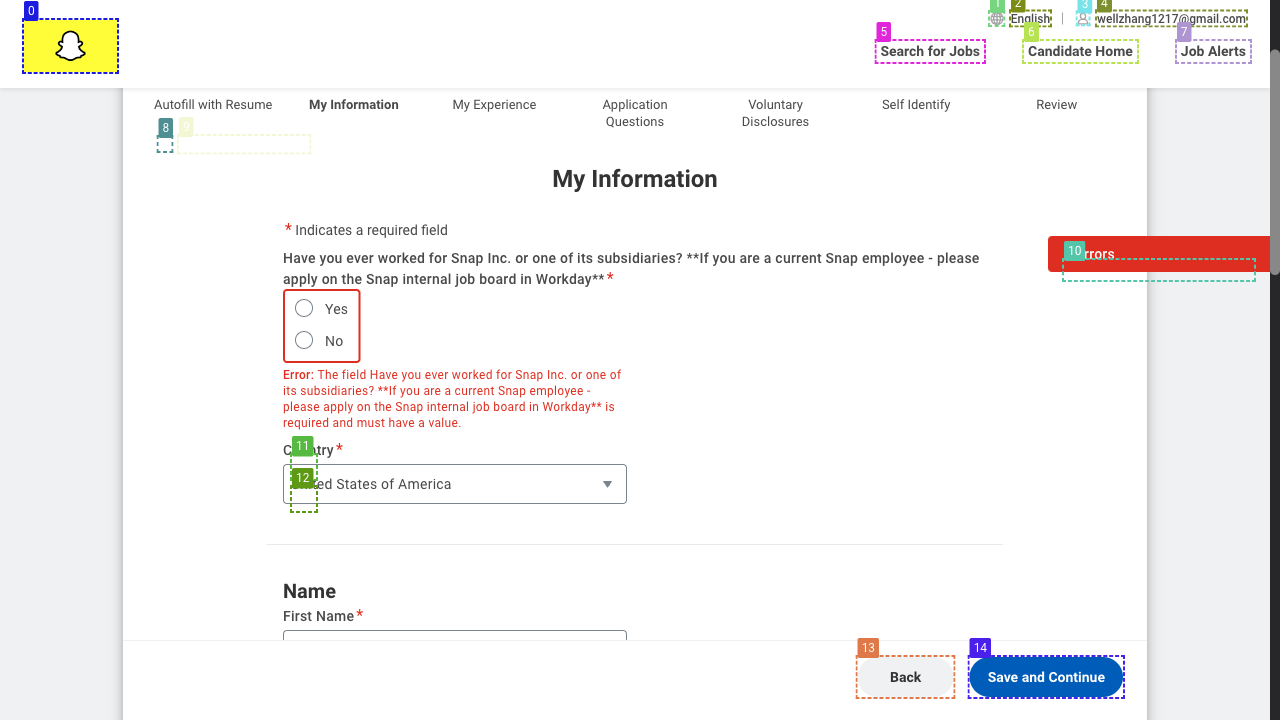 0
1 English 2 | 3 wellzhang1217@gmail.com 4
5 Search for Jobs
6 Candidate Home
7 Job Alerts
Autofill with Resume
My Information
My Experience
Application
Questions
Voluntary
Disclosures
Self Identify
Review
8
9
My Information
* Indicates a required field
Have you ever worked for Snap Inc. or one of its subsidiaries? **If you are a current Snap employee - please
apply on the Snap internal job board in Workday** *
Yes
No
10 rrors
Error: The field Have you ever worked for Snap Inc. or one of
its subsidiaries? **If you are a current Snap employee -
please apply on the Snap internal job board in Workday** is
required and must have a value.
11
C try *
12
ed States of America
Name
First Name *
13 Back
14 Save and Continue